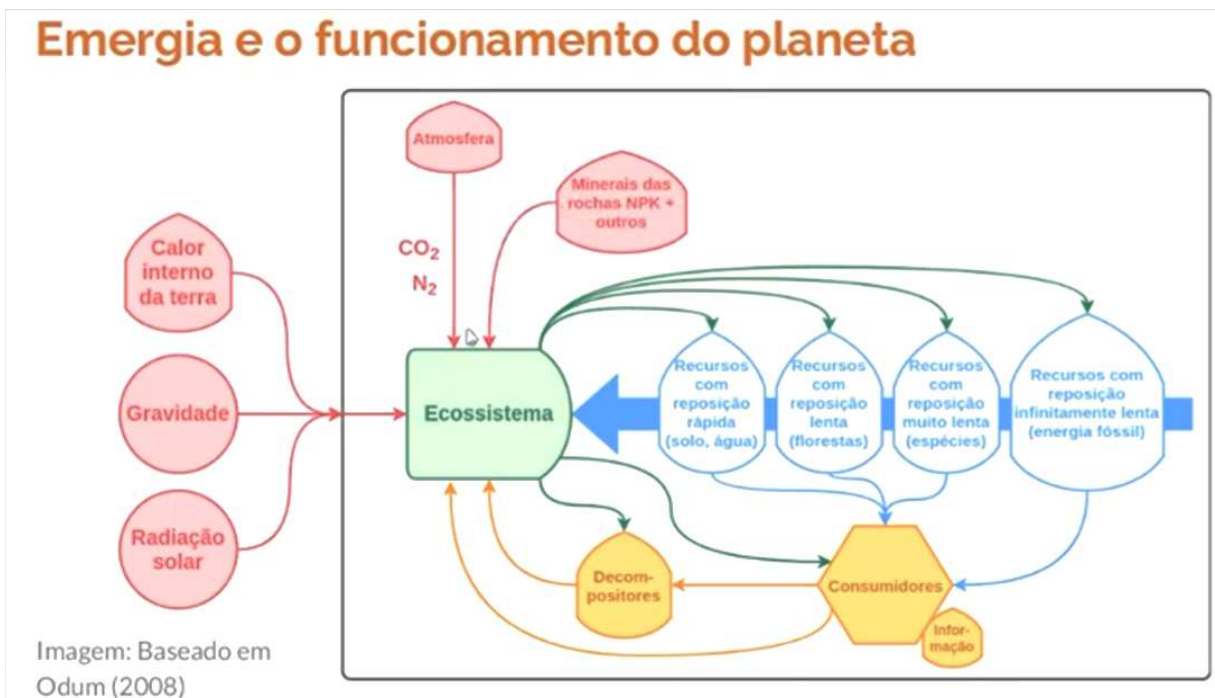 Emergia e o funcionamento do planeta
Atmosfera
Minerais das
rochas NPK +
outros
CO₂
N₂
Calor
interno
da terra
Gravidade
Radiação
solar
Ecossistema
Recursos
com
reposição
rápida
(solo, água)
Recursos
com
reposição
lenta
(florestas)
Recursos
com
reposição
muito lenta
(espécies)
Recursos com
reposição
infinitamente lenta
(energia fóssil)
Decom-
positores
Consumidores
Infor-
mação
Imagem: Baseado em
Odum (2008)